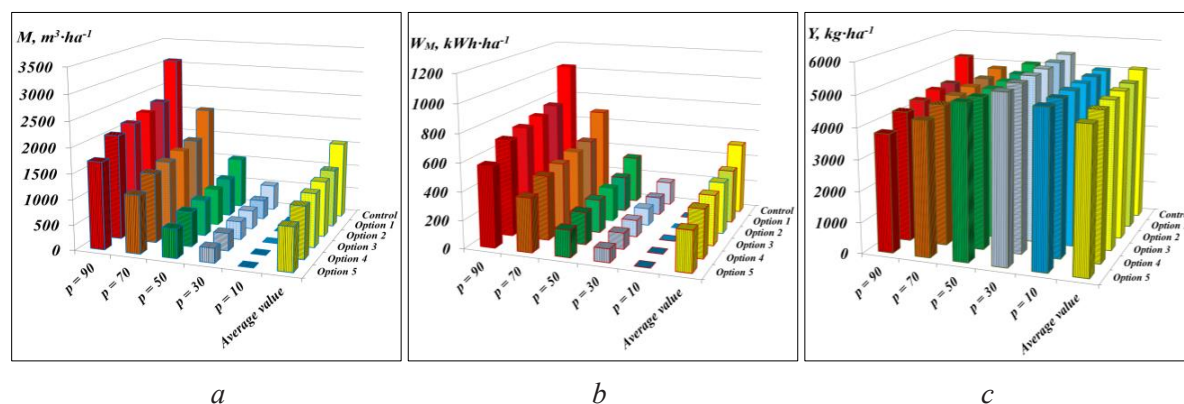 M, m³·ha⁻¹
3500
3000
2500
2000
1500
1000
500
0
p = 90
p = 70
p = 50
p = 30
p = 10
Average value
Control
Option 1
Option 2
Option 3
Option 4
Option 5
W_M, kWh·ha⁻¹
1200
1000
800
600
400
200
0
p = 90
p = 70
p = 50
p = 30
p = 10
Average value
Control
Option 1
Option 2
Option 3
Option 4
Option 5
Y, kg·ha⁻¹
6000
5000
4000
3000
2000
1000
0
p = 90
p = 70
p = 50
p = 30
p = 10
Average value
Control
Option 1
Option 2
Option 3
Option 4
Option 5
a
b
c